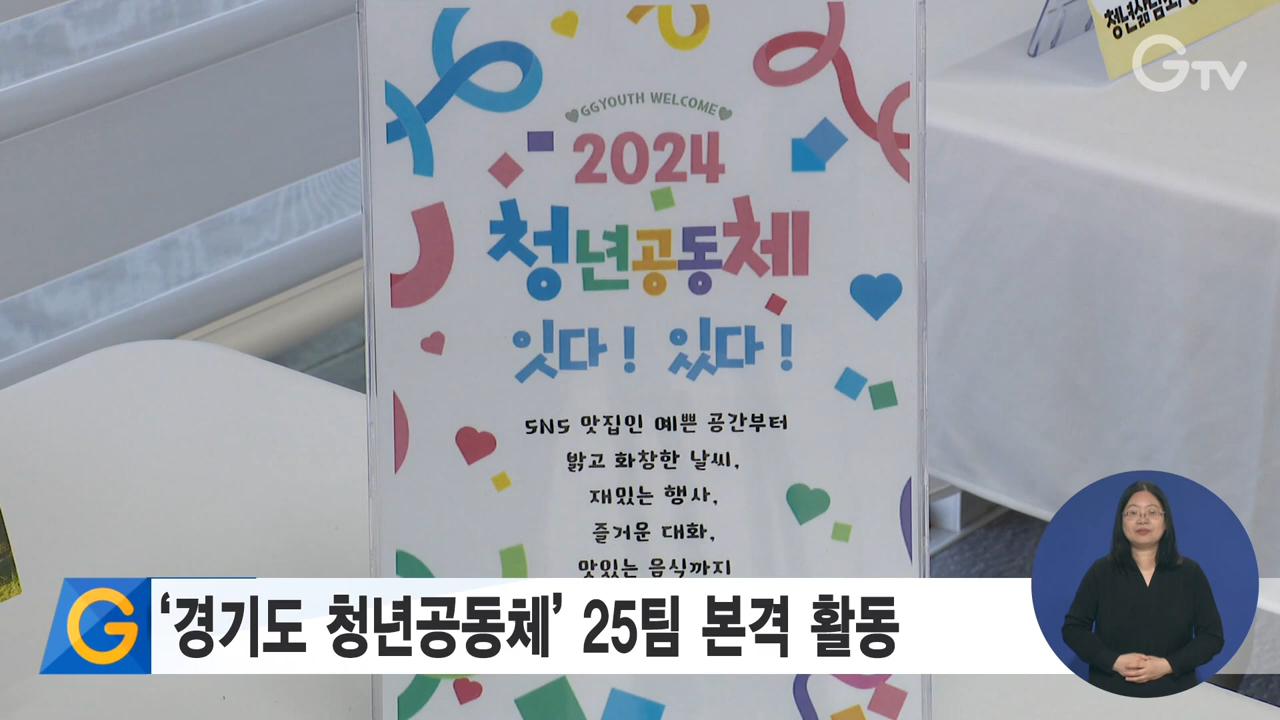 청년삶
GTV
GGYOUTH WELCOME
2024
청년공동체
잇다! 있다!
SNS 맛집인 예쁜 공간부터
밝고 화창한 날씨,
재있는 행사,
즐거운 대화,
맛있는 음식까지
G '경기도 청년공동체' 25팀 본격 활동